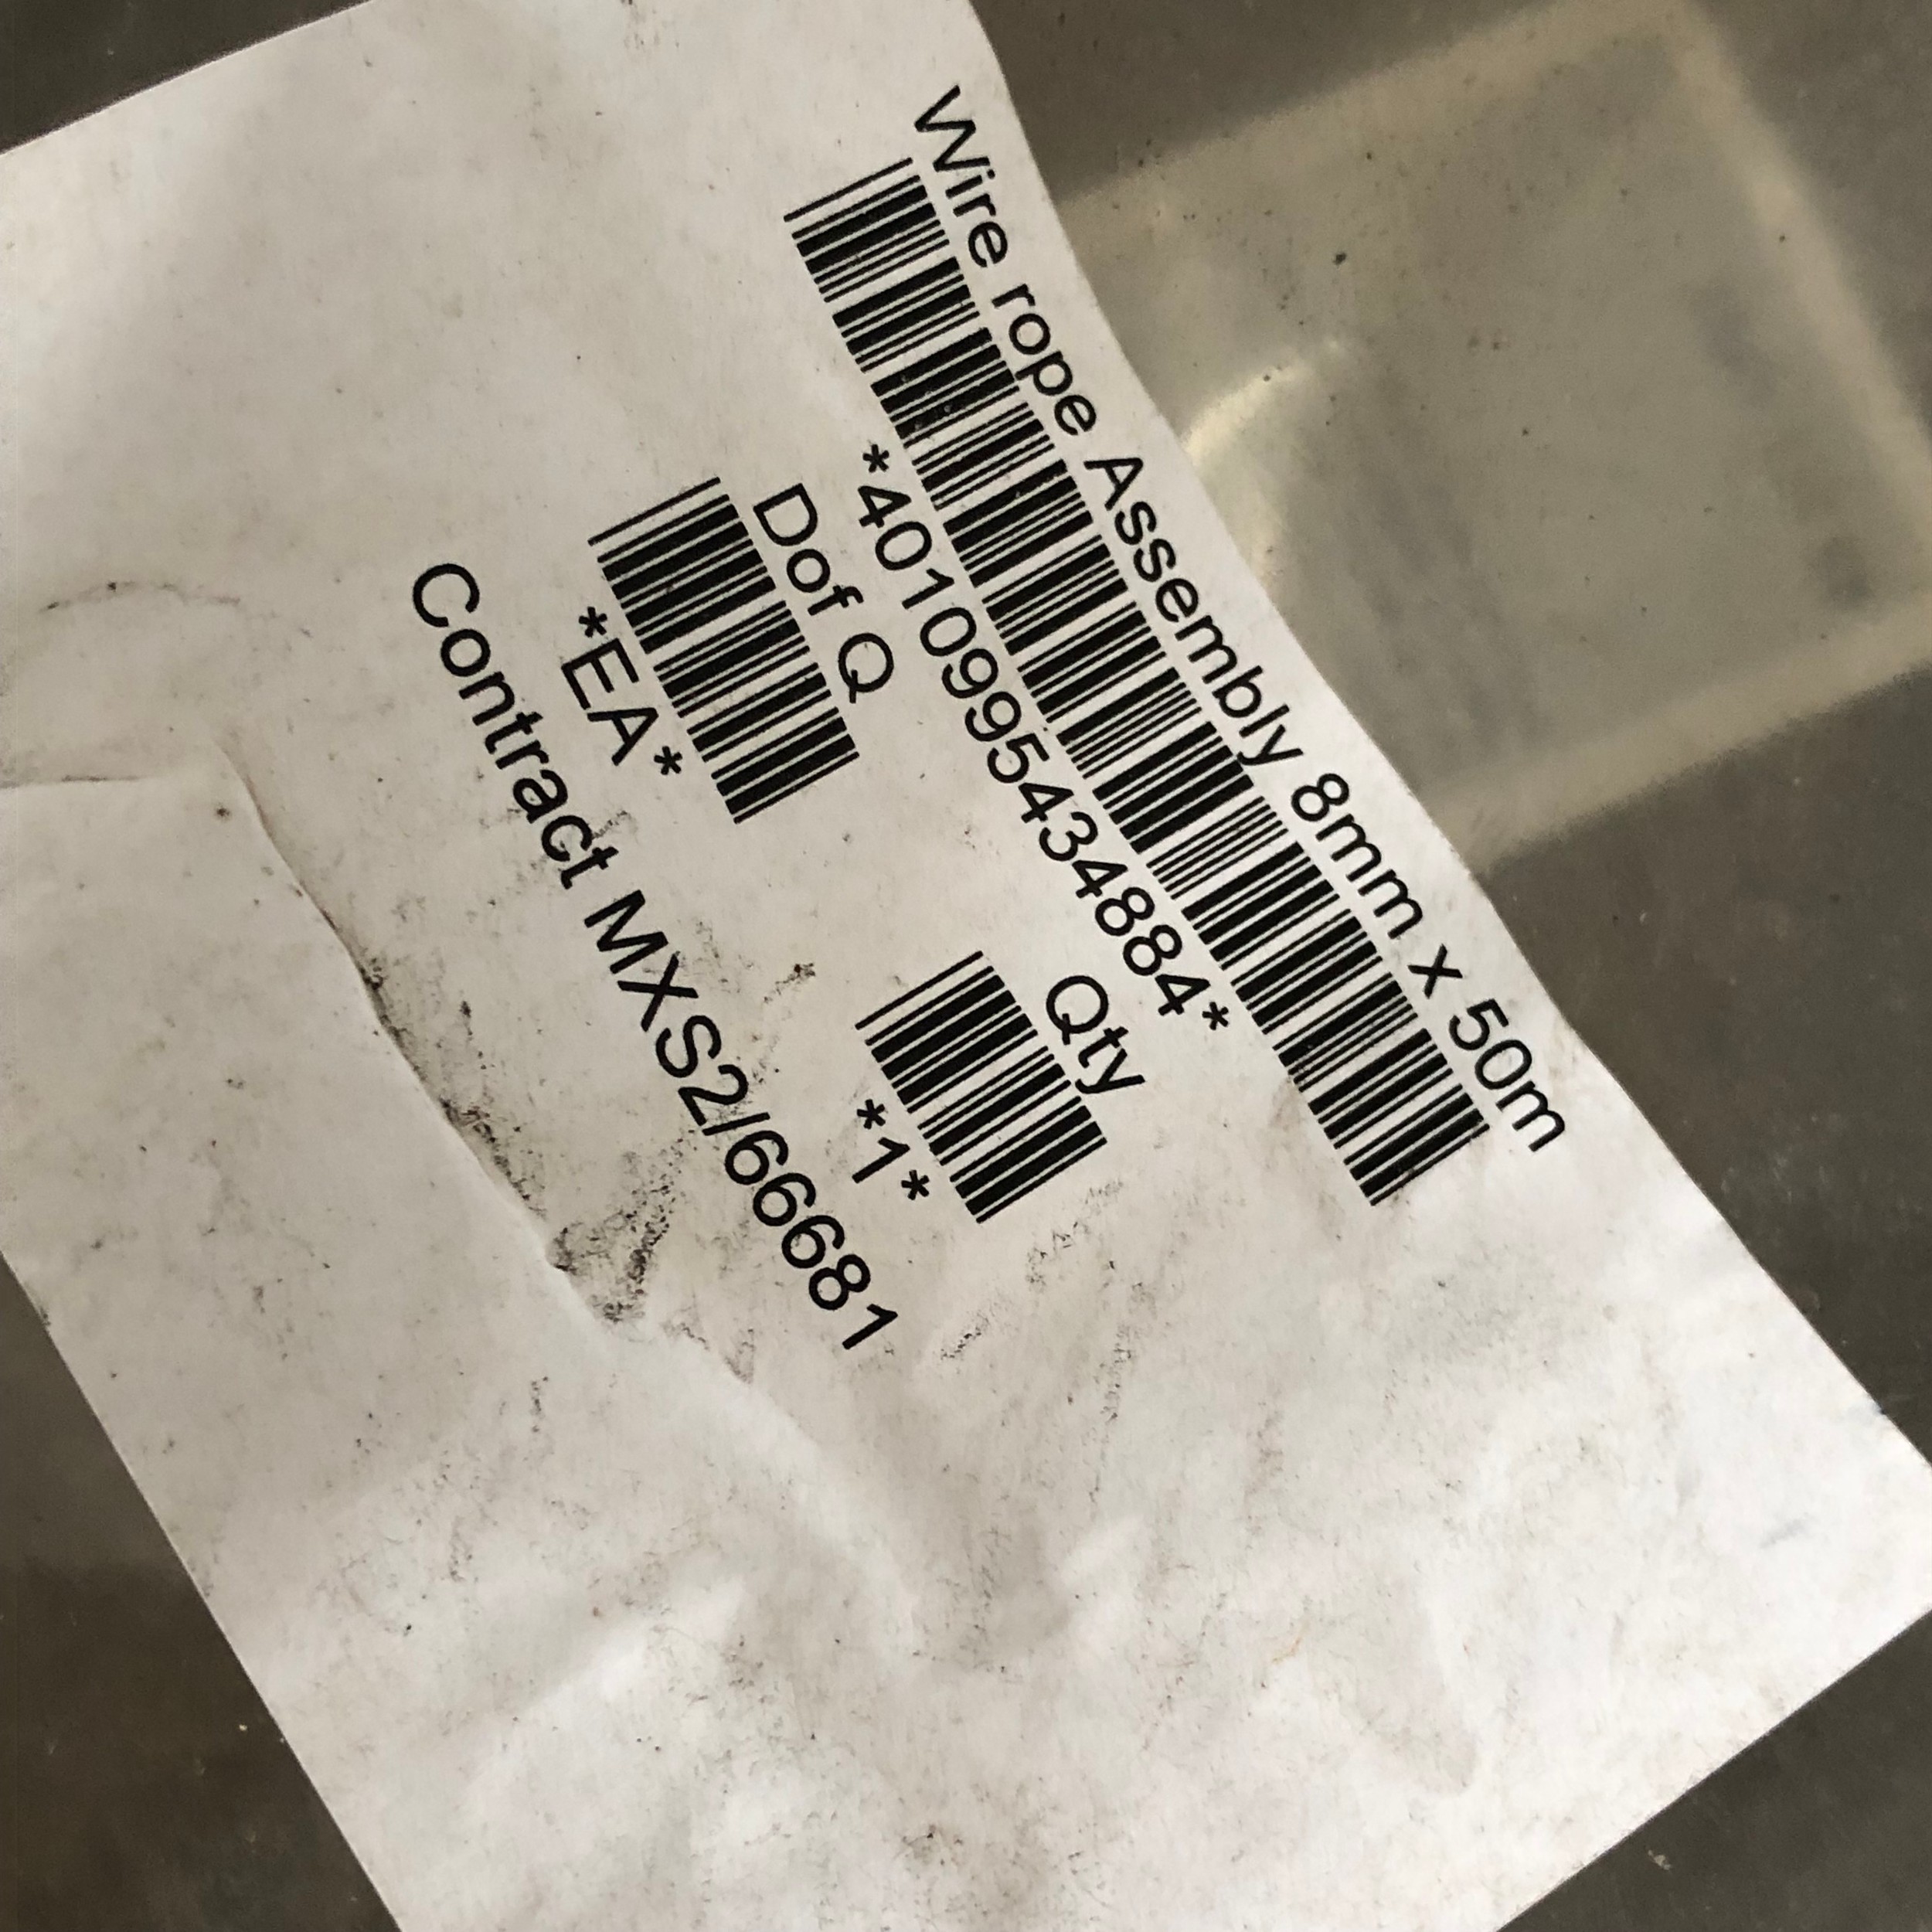 Wire rope Assembly 8mm x 50m
*4010995434884*
Dof Q
Qty
*EA*
*1*
Contract MXS2/66681